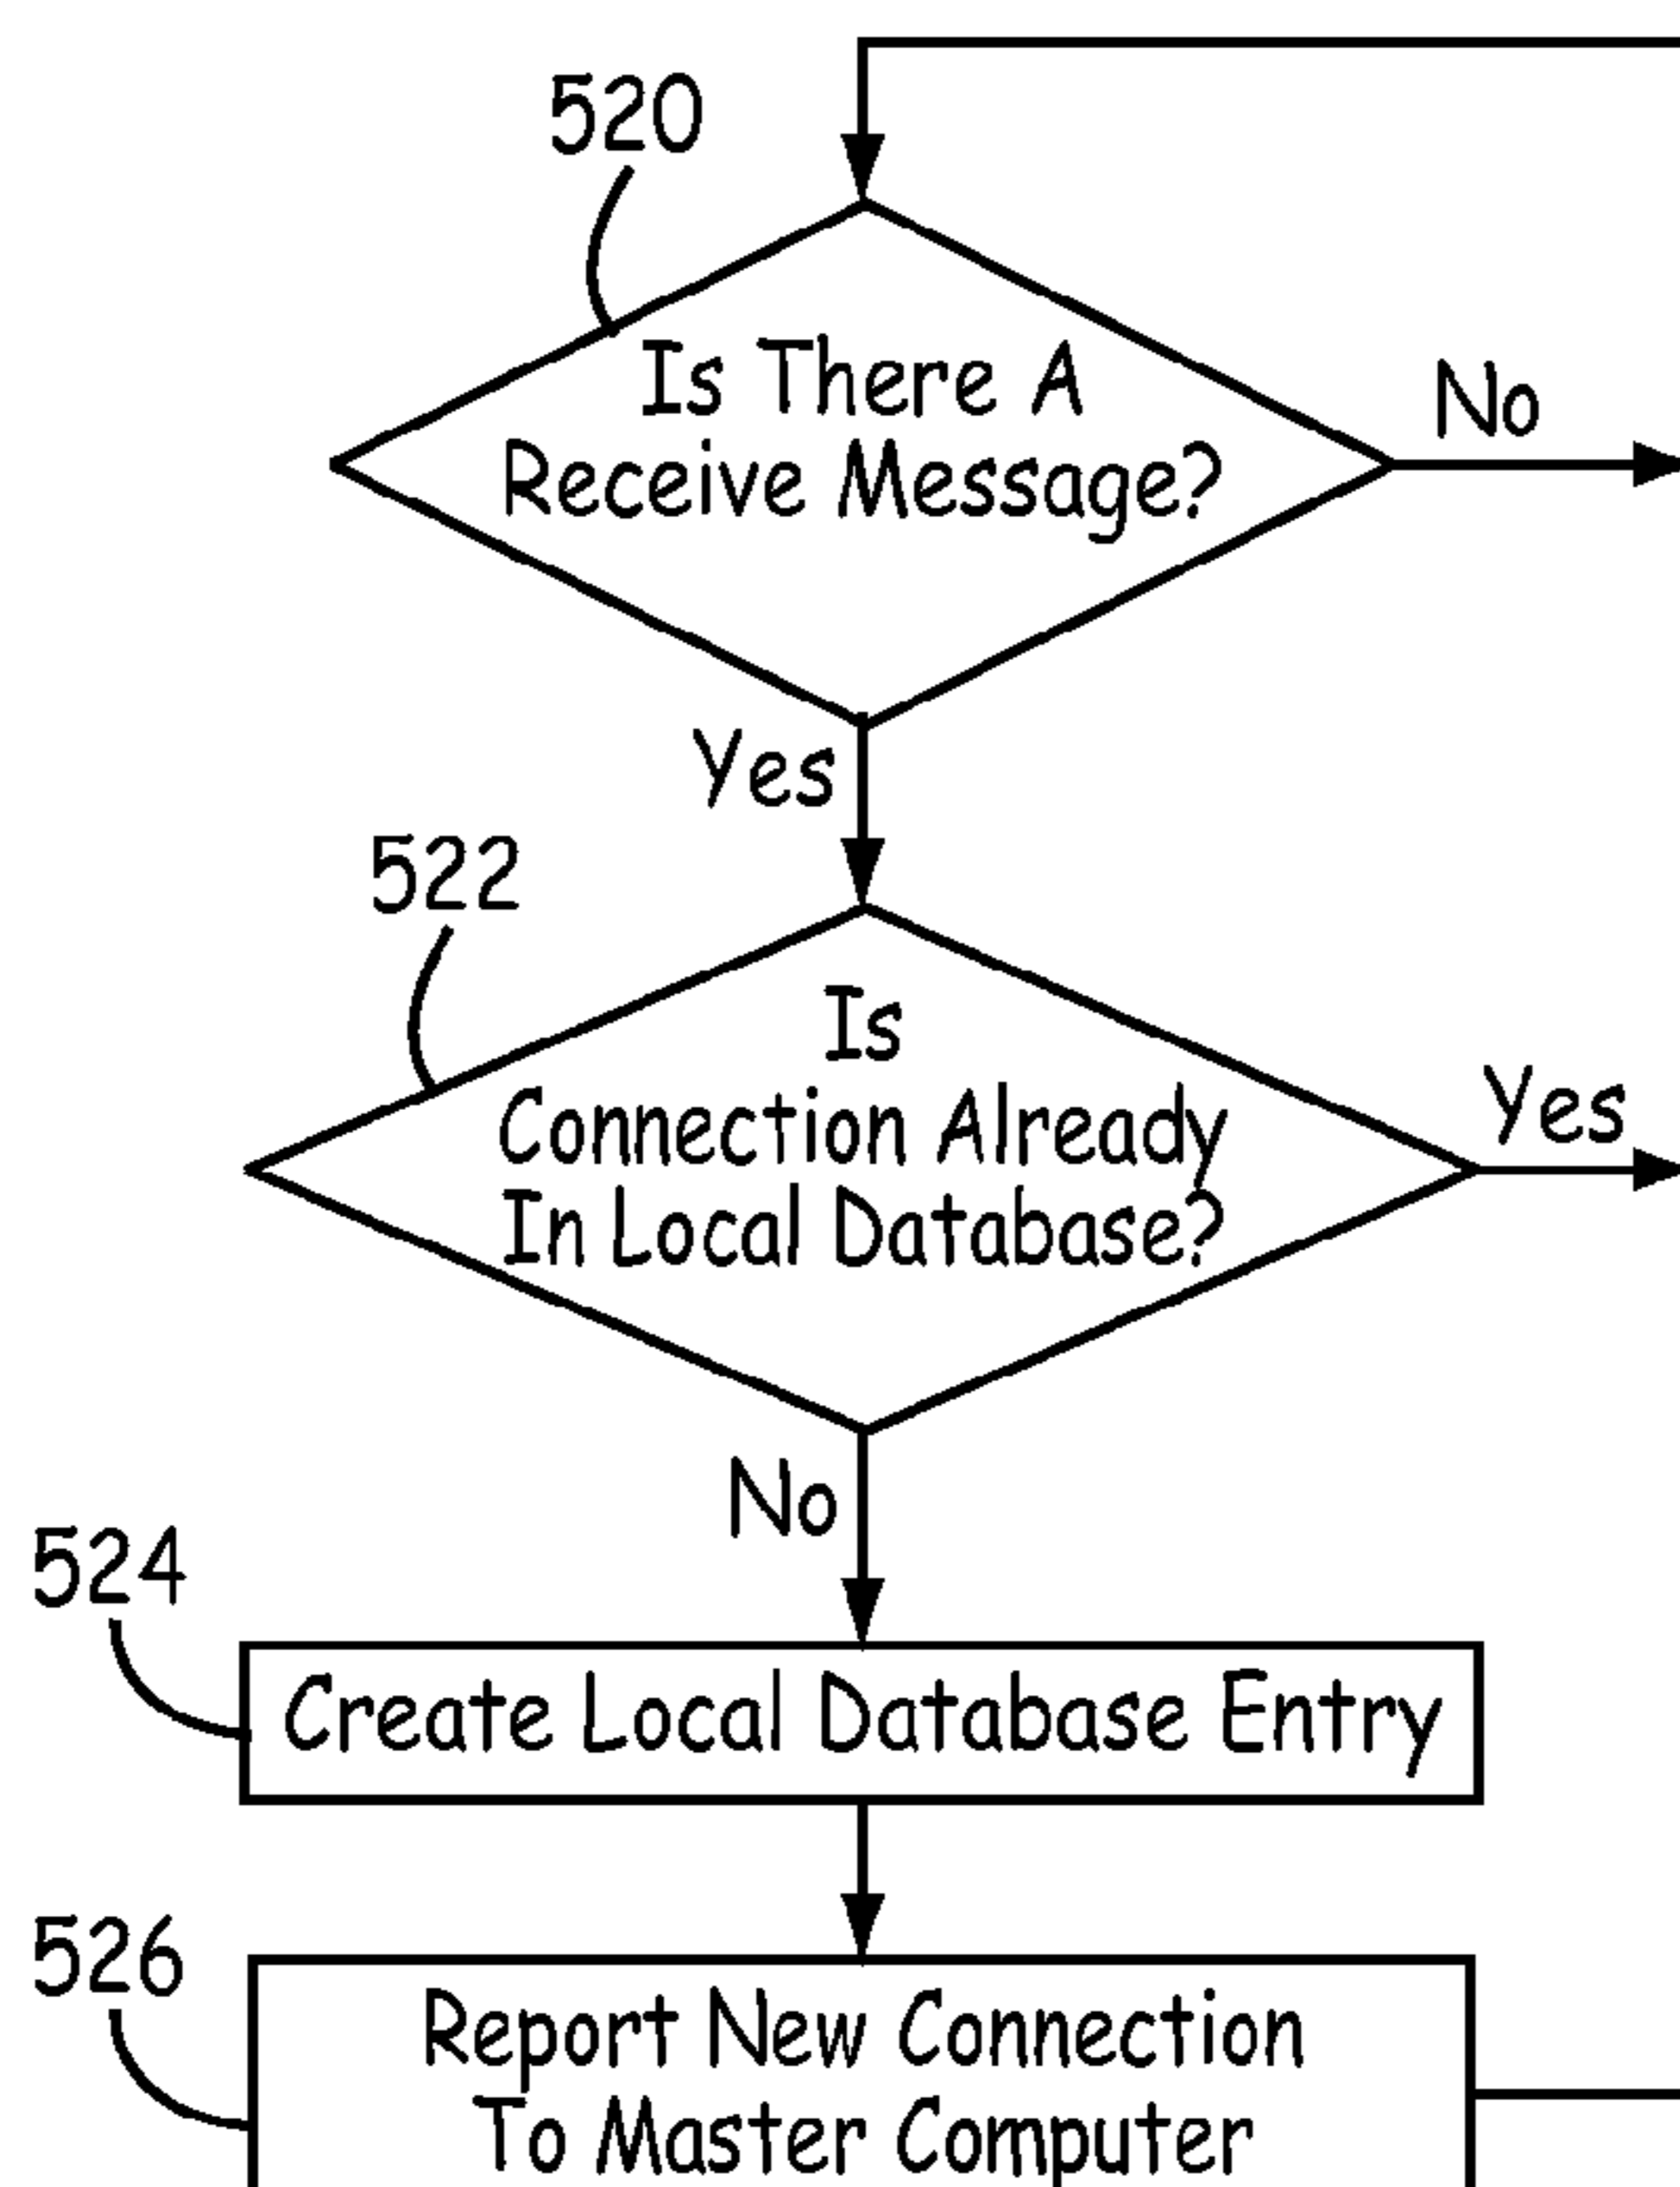 520
Is There A
Receive Message?
No
Yes
522
Is
Connection Already
In Local Database?
Yes
No
524
Create Local Database Entry
526
Report New Connection
To Master Computer